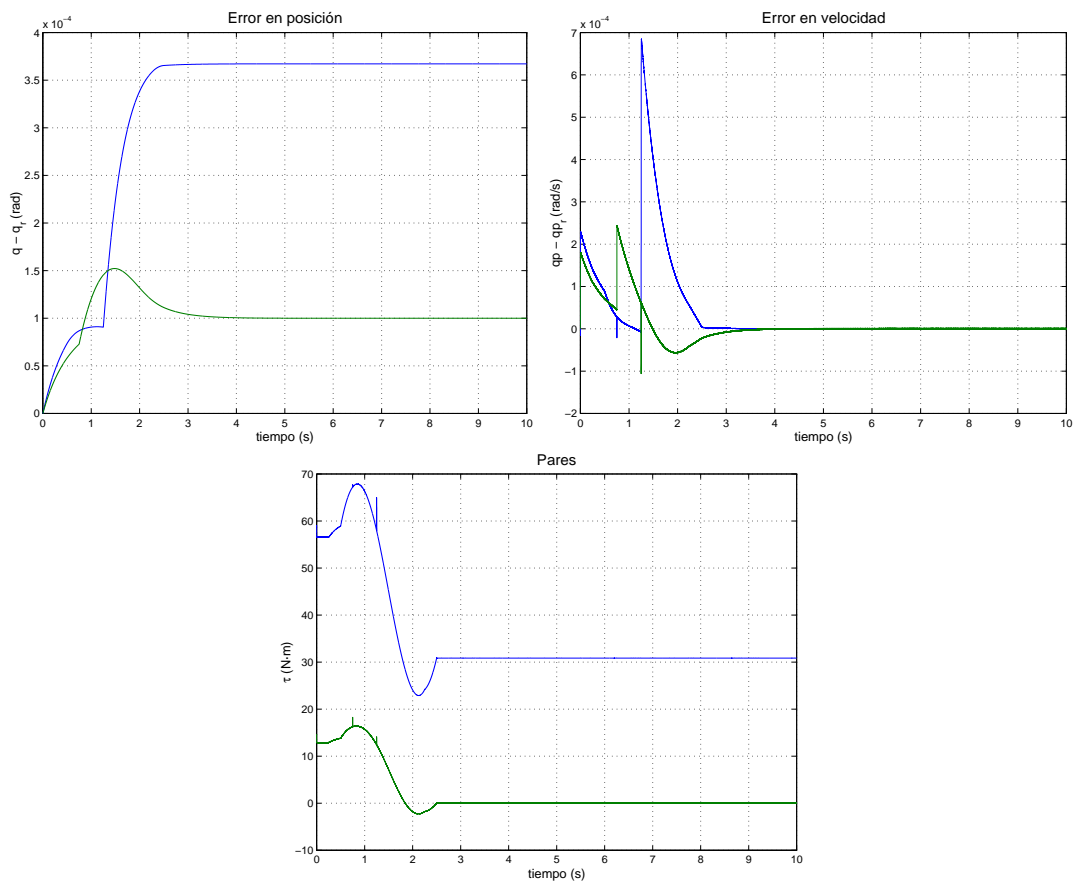 Error en posición
x 10⁻⁴
4
3.5
3
2.5
2
1.5
1
0.5
0
q − qr (rad)
0 1 2 3 4 5 6 7 8 9 10
tiempo (s)
Error en velocidad
x 10⁻⁴
7
6
5
4
3
2
1
0
−1
−2
qp − qpr (rad/s)
0 1 2 3 4 5 6 7 8 9 10
tiempo (s)
Pares
70
60
50
40
30
20
10
0
−10
τ (N·m)
0 1 2 3 4 5 6 7 8 9 10
tiempo (s)